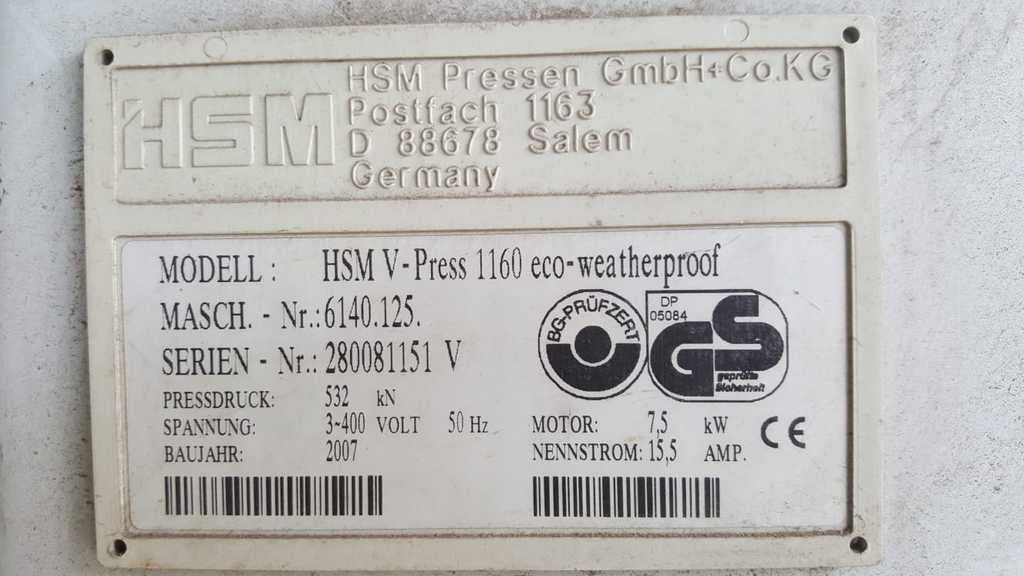 HSM
HSM Pressen GmbH+Co.KG
Postfach 1163
D 88678 Salem
Germany
MODELL : HSM V-Press 1160 eco-weatherproof
MASCH. - Nr.:6140.125.
SERIEN - Nr.: 280081151 V
PRESSDRUCK: 532 kN
SPANNUNG: 3~400 VOLT 50 Hz
BAUJAHR: 2007
BG-PRÜFZERT
DP
05084
GS
geprüfte
Sicherheit
MOTOR: 7,5 kW
NENNSTROM: 15,5 AMP.
CE